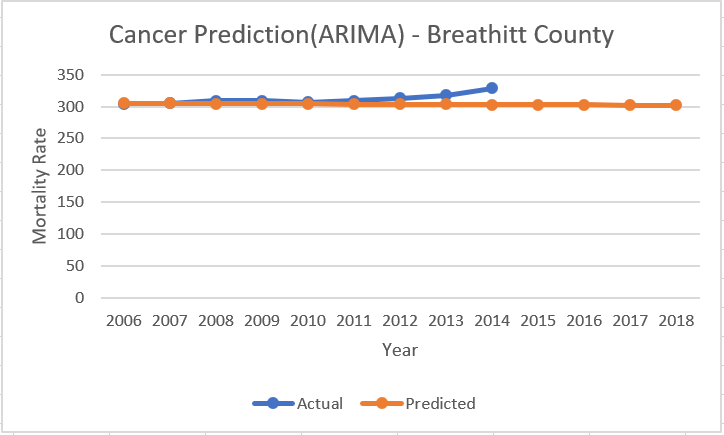 Cancer Prediction(ARIMA) - Breathitt County
350
300
250
200
150
100
50
0
Mortality Rate
2006 2007 2008 2009 2010 2011 2012 2013 2014 2015 2016 2017 2018
Year
Actual Predicted